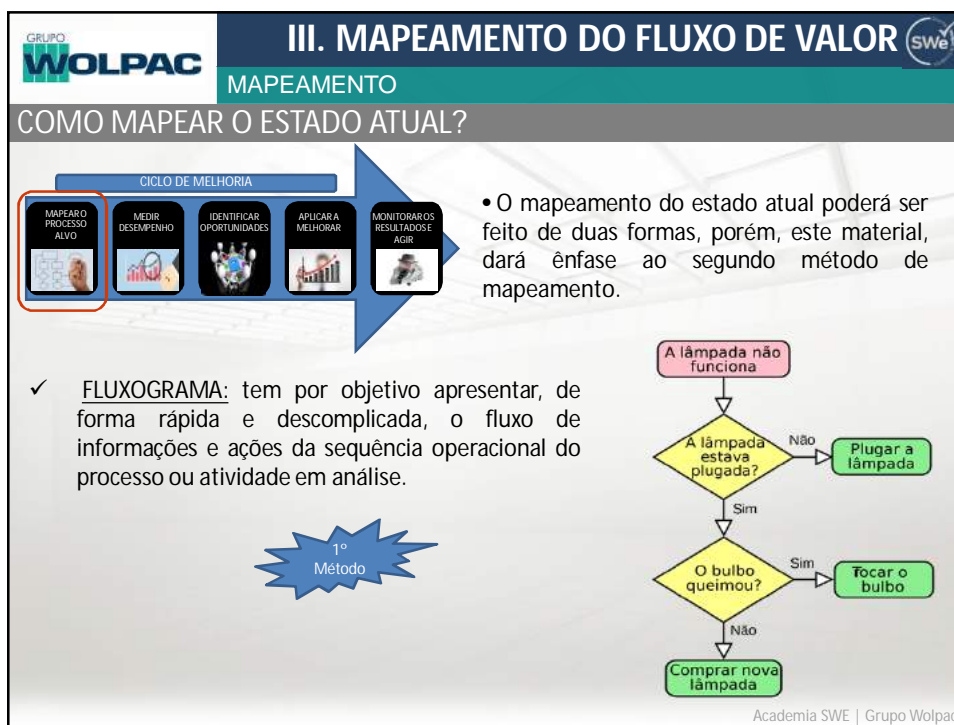 GRUPO
WOLPAC
III. MAPEAMENTO DO FLUXO DE VALOR
SWe
MAPEAMENTO
COMO MAPEAR O ESTADO ATUAL?
CICLO DE MELHORIA
MAPEAR O
PROCESSO
ALVO
MEDIR
DESEMPENHO
IDENTIFICAR
OPORTUNIDADES
APLICAR A
MELHORAR
MONITORAR OS
RESULTADOS E
AGIR
• O mapeamento do estado atual poderá ser
feito de duas formas, porém, este material,
dará ênfase ao segundo método de
mapeamento.
✓ FLUXOGRAMA: tem por objetivo apresentar, de
forma rápida e descomplicada, o fluxo de
informações e ações da sequência operacional do
processo ou atividade em análise.
1º
Método
A lâmpada não
funciona
A lâmpada
estava
plugada?
Não
Plugar a
lâmpada
Sim
O bulbo
queimou?
Sim
Tocar o
bulbo
Não
Comprar nova
lâmpada
Academia SWE | Grupo Wolpac